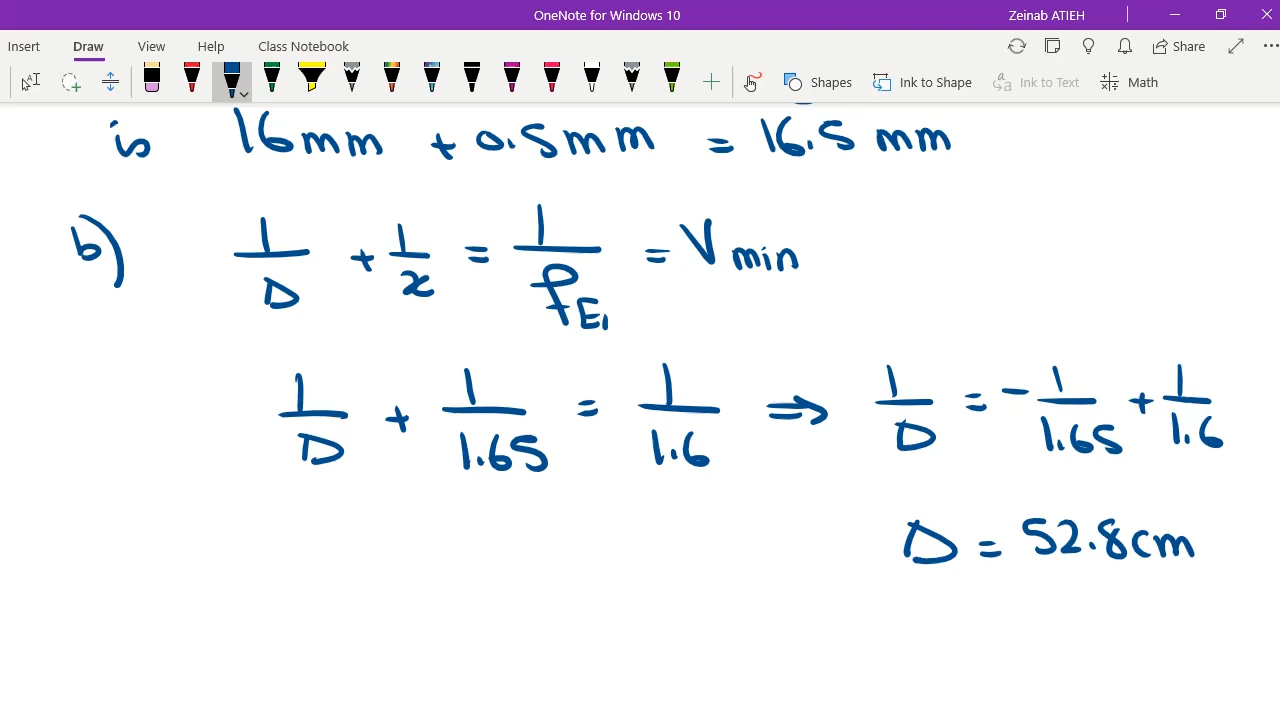 OneNote for Windows 10 Zeinab ATIEH
Insert Draw View Help Class Notebook Share
Shapes Ink to Shape Ink to Text Math
is 16mm + 0.5mm = 16.5 mm
b) 1/D + 1/x = 1/f_E1 = V min
1/D + 1/1.65 = 1/1.6 ⇒ 1/D = - 1/1.65 + 1/1.6
D = 52.8cm